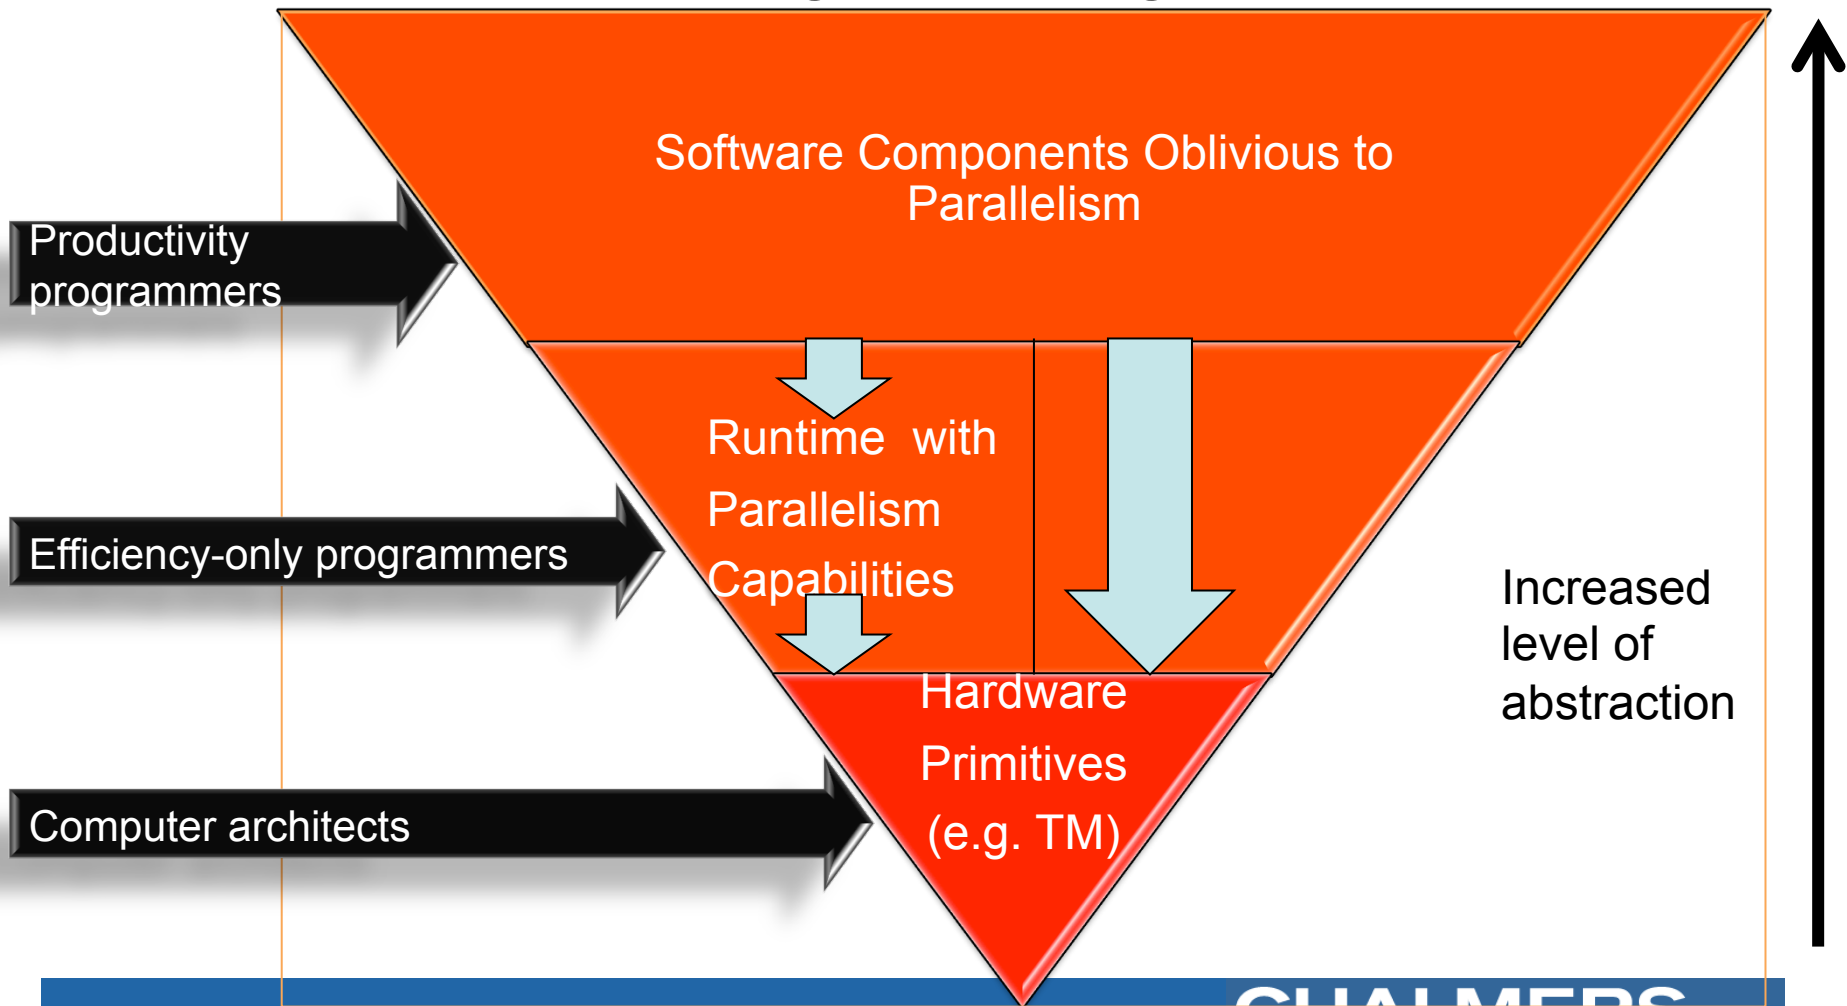 Software Components Oblivious to
Parallelism
Productivity
programmers
Runtime  with
Parallelism
Capabilities
Efficiency-only programmers
Increased
level of
abstraction
Hardware
Primitives
(e.g. TM)
Computer architects
CHALMERS